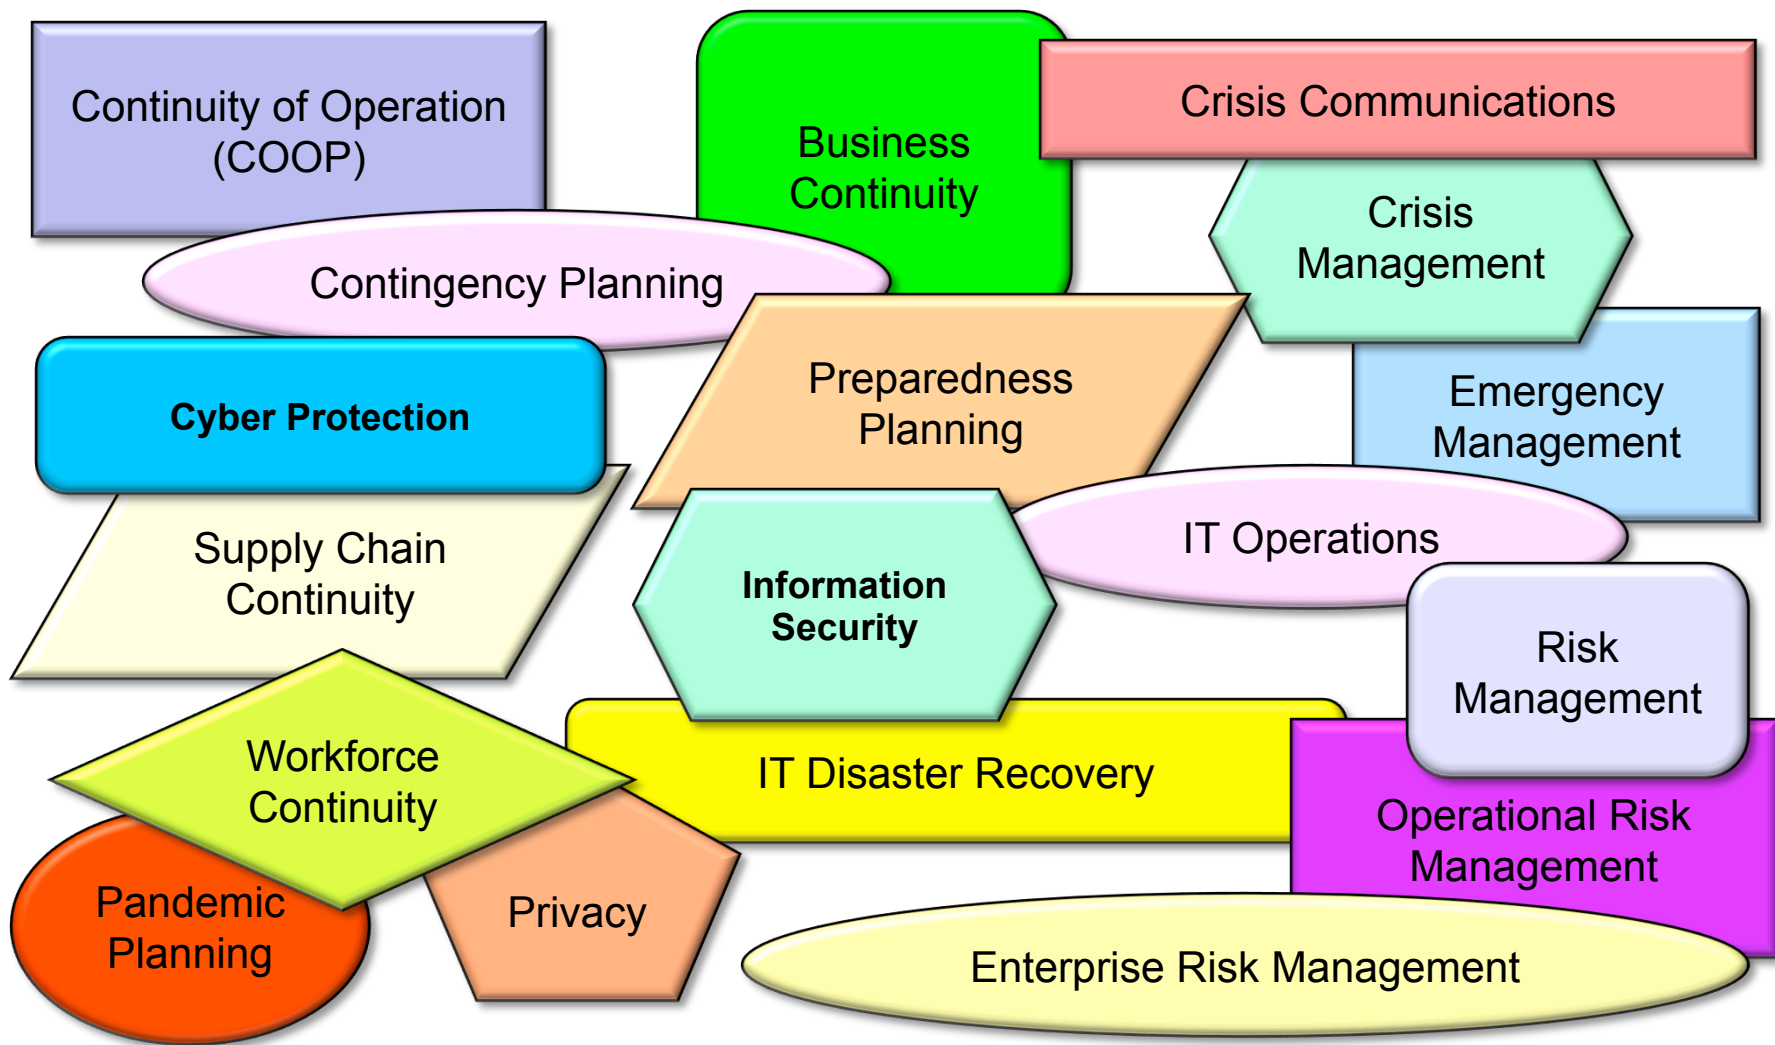 Continuity of Operation
(COOP)
Business
Continuity
Crisis Communications
Crisis
Management
Contingency Planning
Preparedness
Planning
Emergency
Management
Cyber Protection
Supply Chain
Continuity
Information
Security
IT Operations
Risk
Management
Workforce
Continuity
IT Disaster Recovery
Operational Risk
Management
Pandemic
Planning
Privacy
Enterprise Risk Management